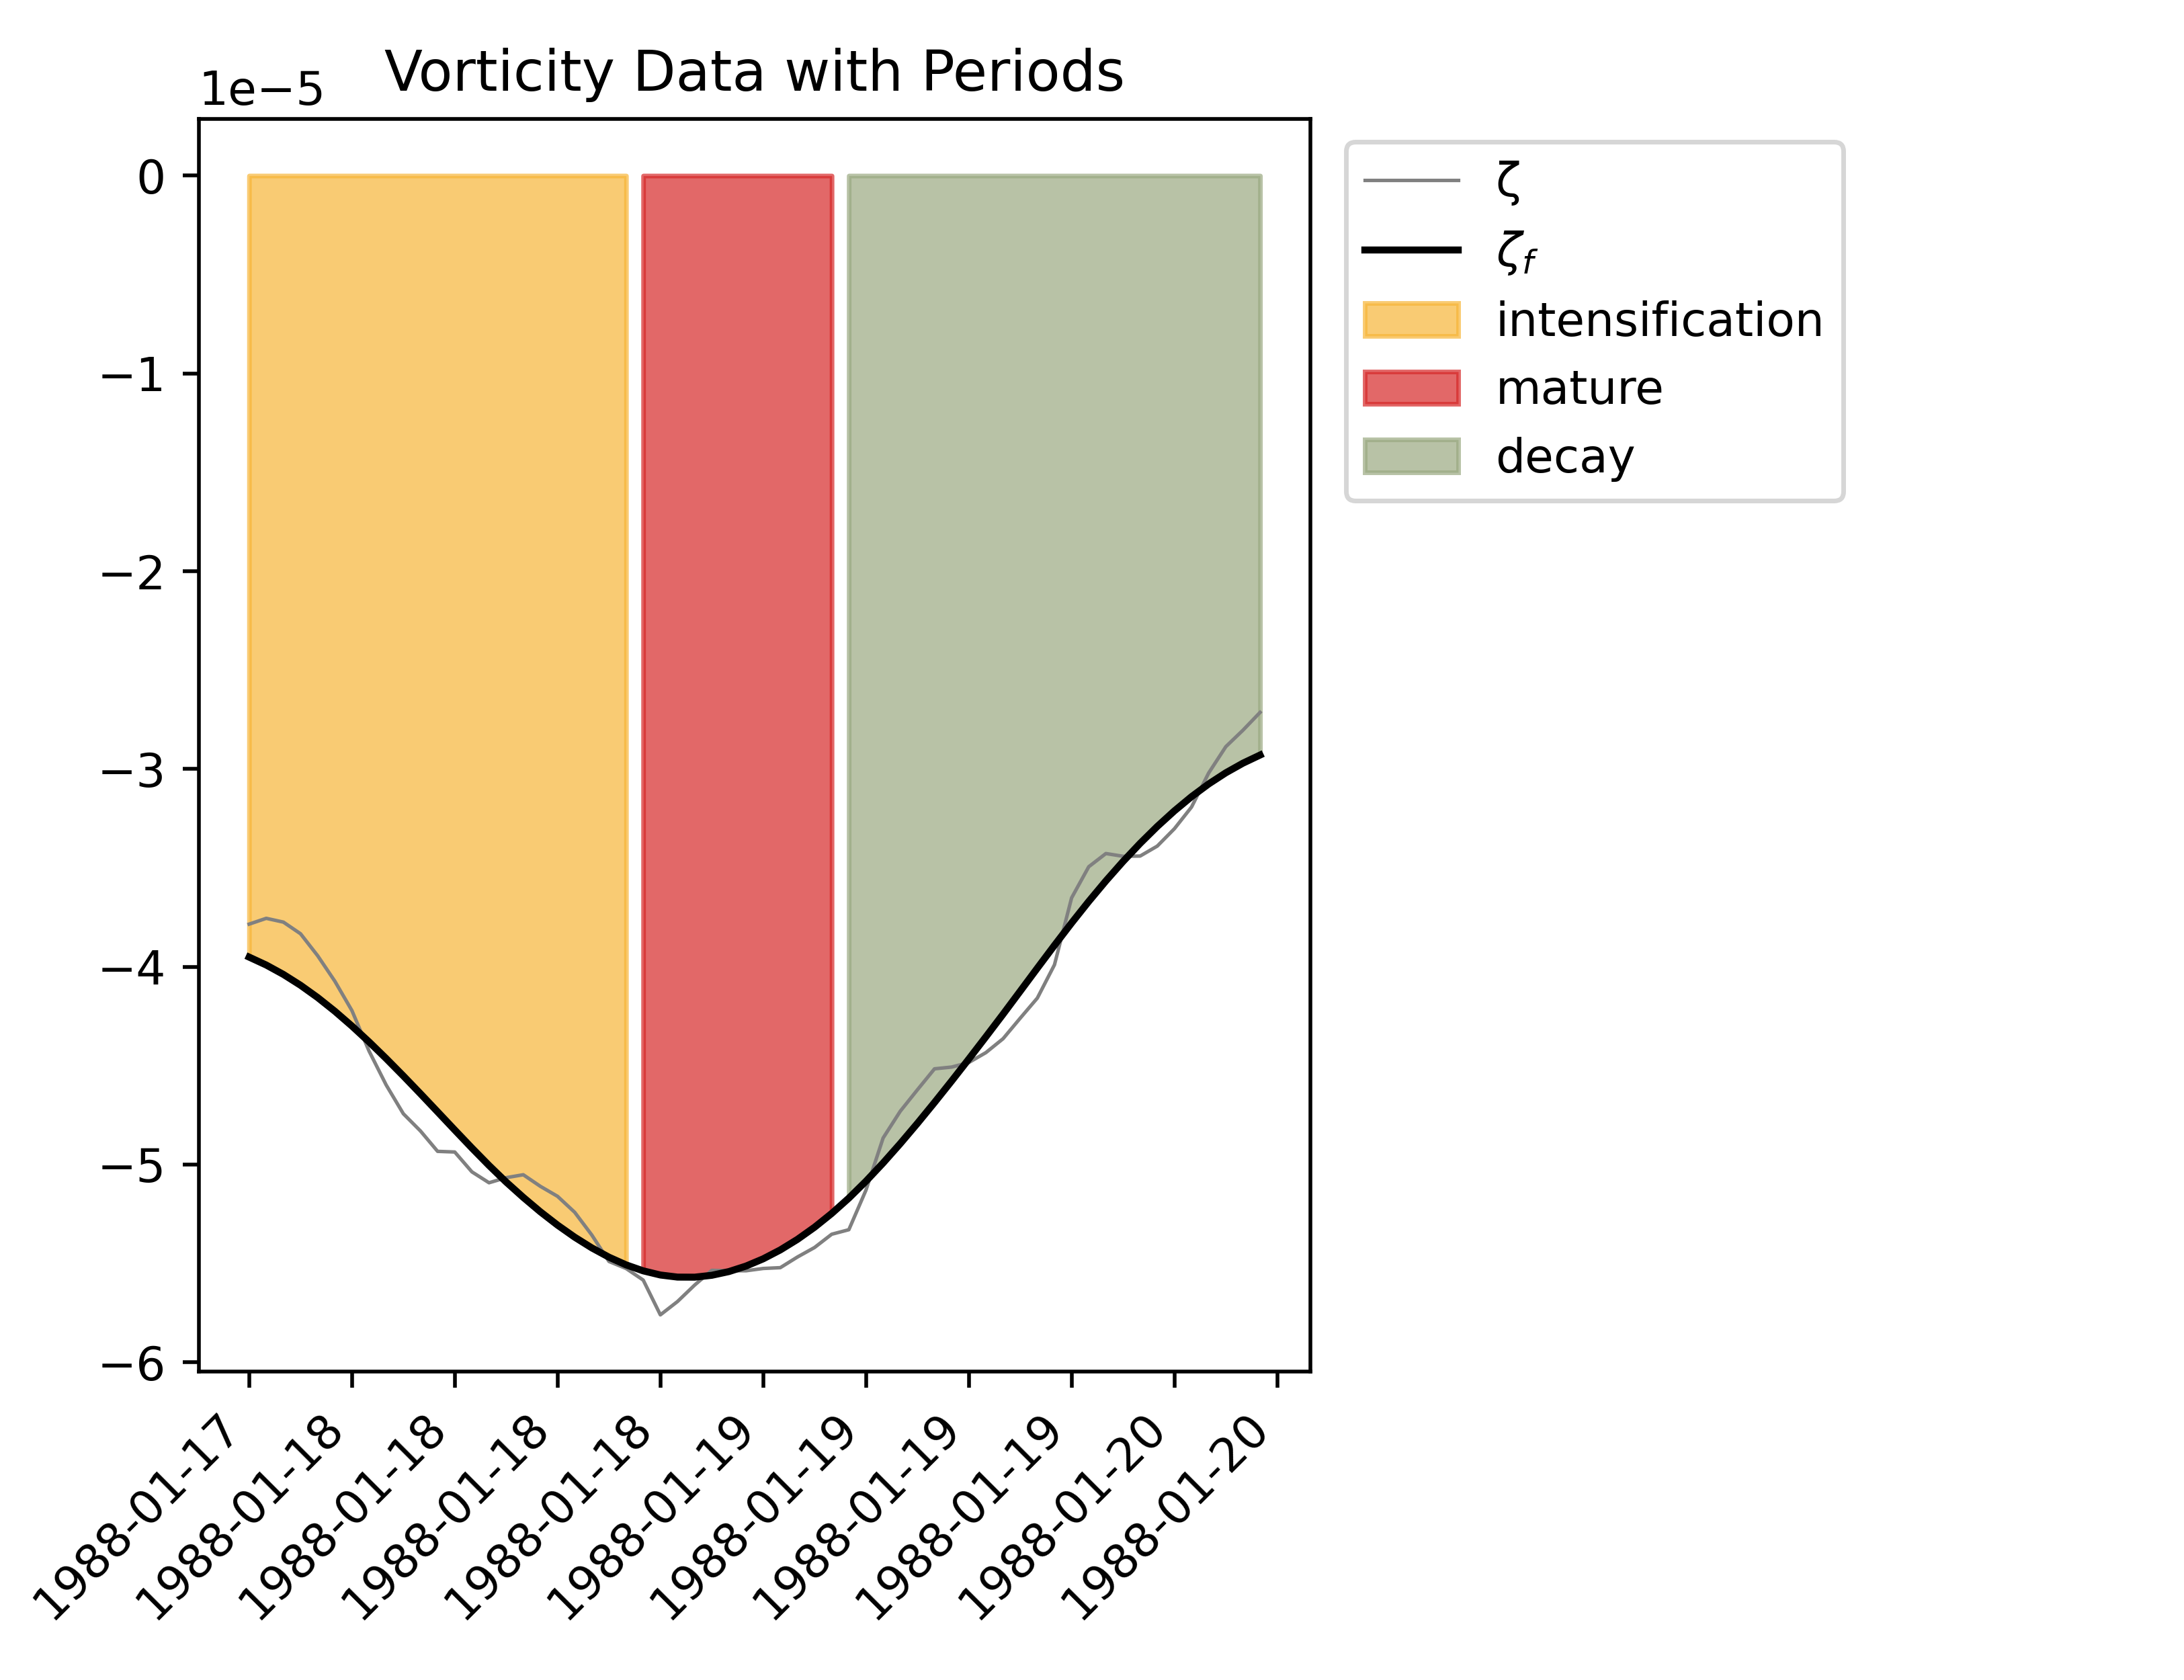 Vorticity Data with Periods
1e−5
0
−1
−2
−3
−4
−5
−6
1988-01-17
1988-01-18
1988-01-18
1988-01-18
1988-01-18
1988-01-19
1988-01-19
1988-01-19
1988-01-19
1988-01-20
1988-01-20
ζ
ζf
intensification
mature
decay